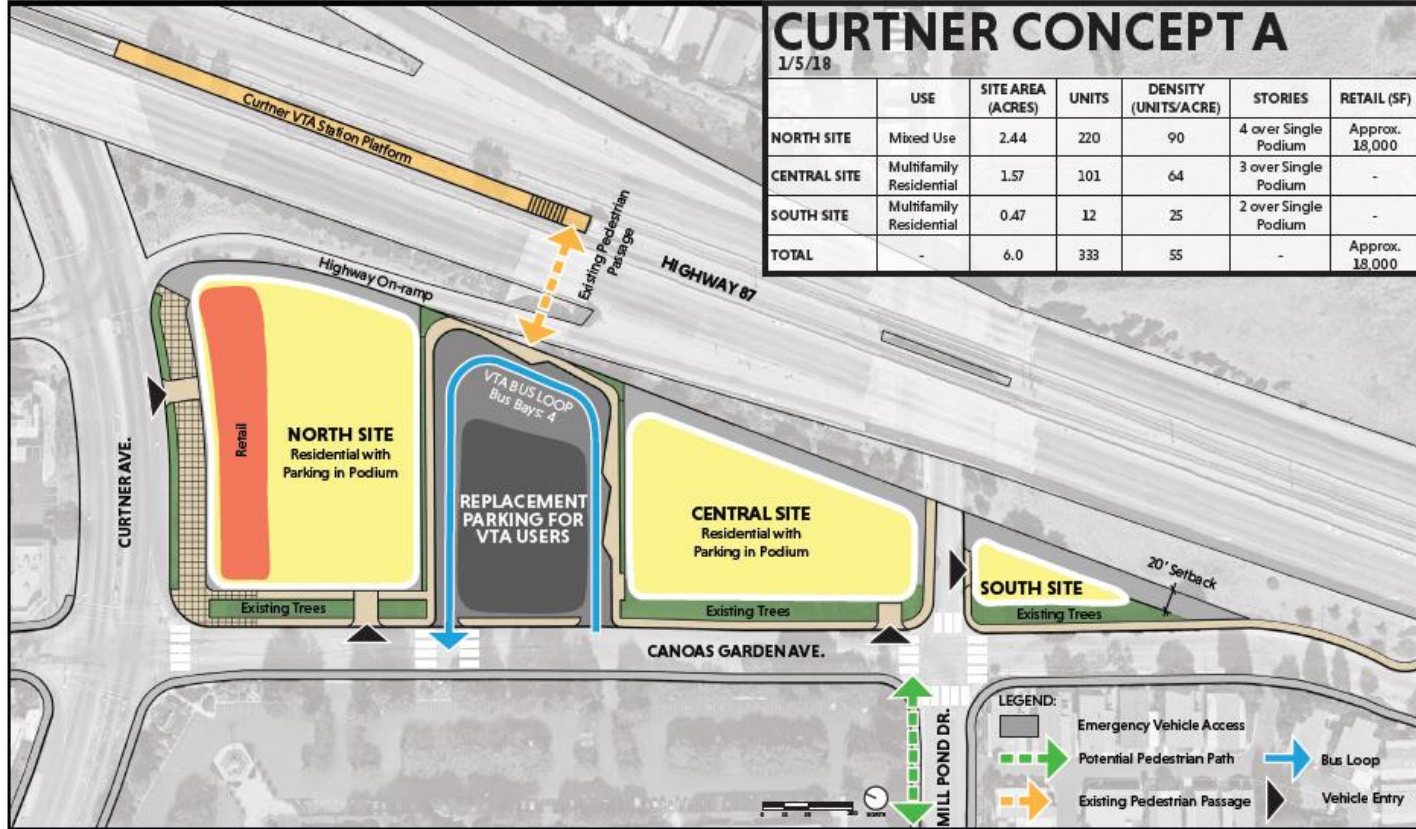 CURTNER CONCEPT A
1/5/18
USE SITE AREA (ACRES) UNITS DENSITY (UNITS/ACRE) STORIES RETAIL (SF)
NORTH SITE Mixed Use 2.44 220 90 4 over Single Podium Approx. 18,000
CENTRAL SITE Multifamily Residential 1.57 101 64 3 over Single Podium -
SOUTH SITE Multifamily Residential 0.47 12 25 2 over Single Podium -
TOTAL - 6.0 333 55 - Approx. 18,000
Curtner VTA Station Platform
Existing Pedestrian
Passage
HIGHWAY 87
Highway On-ramp
CURTNER AVE.
Retail
NORTH SITE
Residential with
Parking in Podium
VTA BUS LOOP
Bus Bays: 4
REPLACEMENT
PARKING FOR
VTA USERS
CENTRAL SITE
Residential with
Parking in Podium
SOUTH SITE
20' Setback
Existing Trees
Existing Trees
Existing Trees
CANOAS GARDEN AVE.
MILL POND DR.
LEGEND:
Emergency Vehicle Access
Potential Pedestrian Path
Bus Loop
Existing Pedestrian Passage
Vehicle Entry